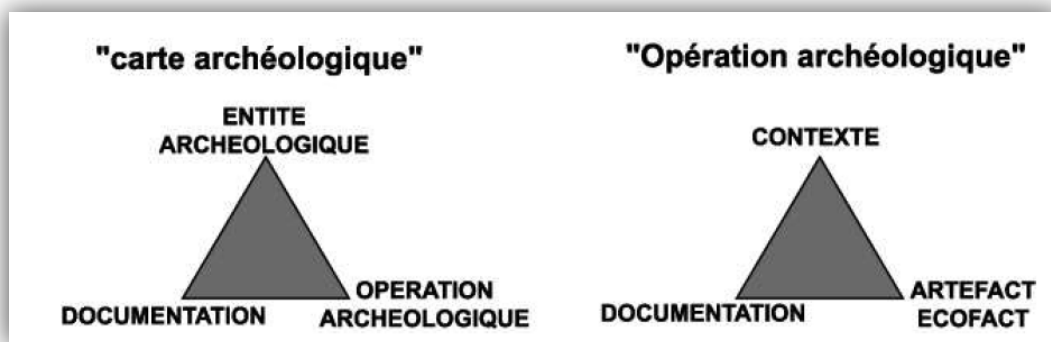 "carte archéologique"
ENTITE
ARCHEOLOGIQUE
DOCUMENTATION
OPERATION
ARCHEOLOGIQUE
"Opération archéologique"
CONTEXTE
DOCUMENTATION
ARTEFACT
ECOFACT